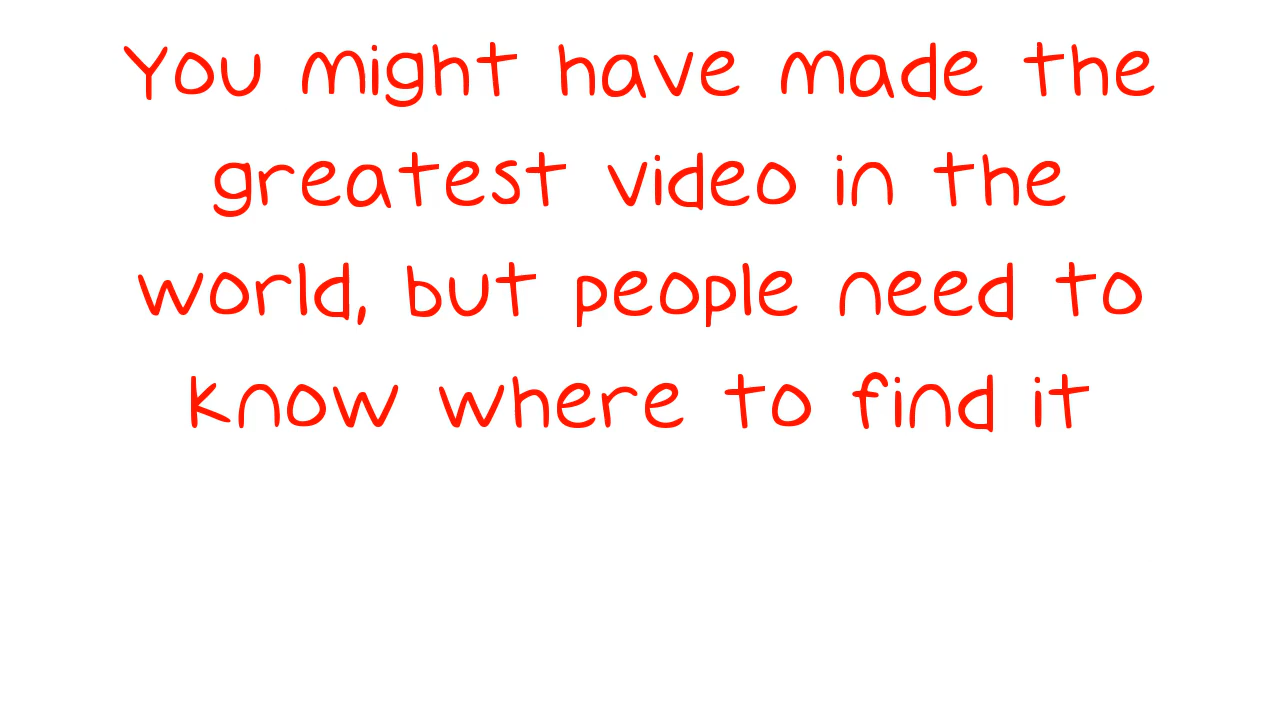 You might have made the
greatest video in the
world, but people need to
know where to find it